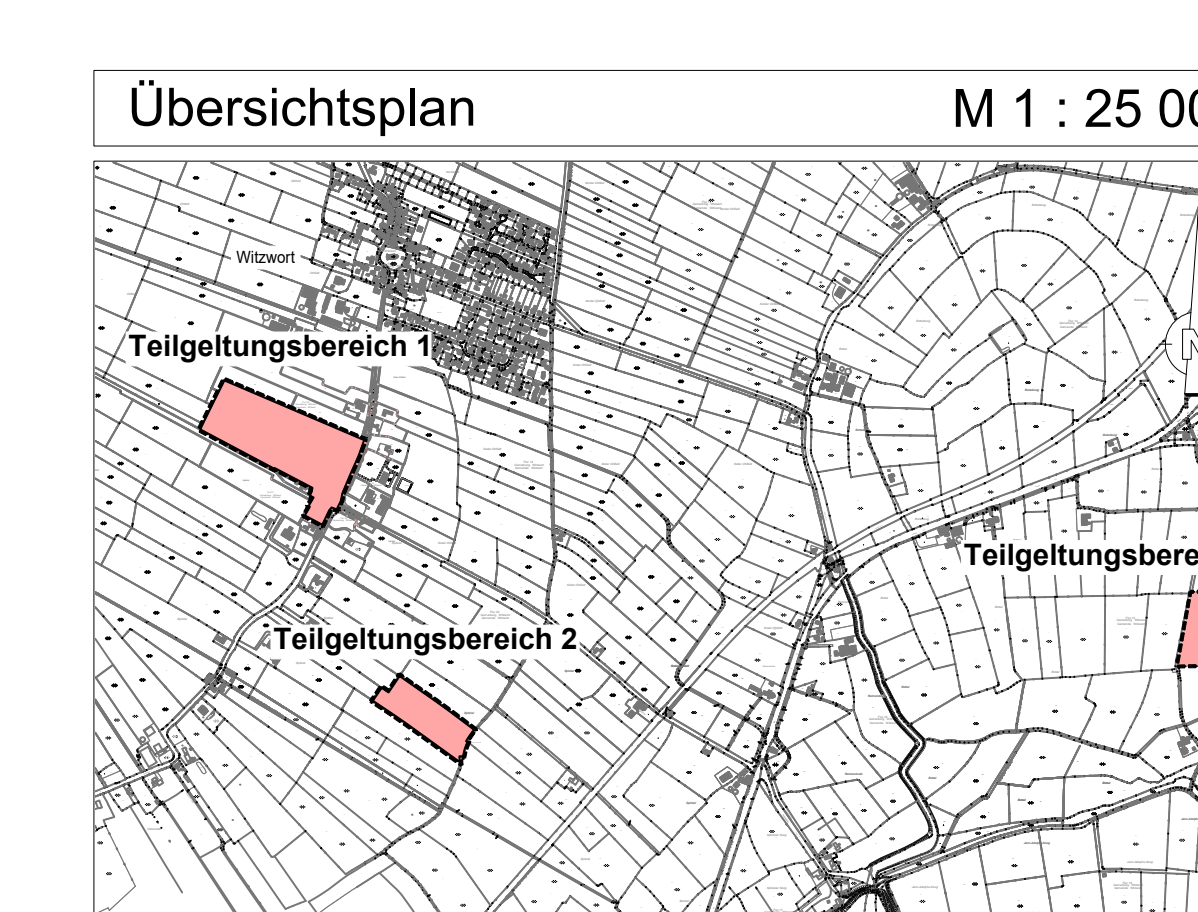 Übersichtsplan
M 1 : 25 00
Witzwort
Teilgeltungsbereich 1
N
Teilgeltungsbere
Teilgeltungsbereich 2